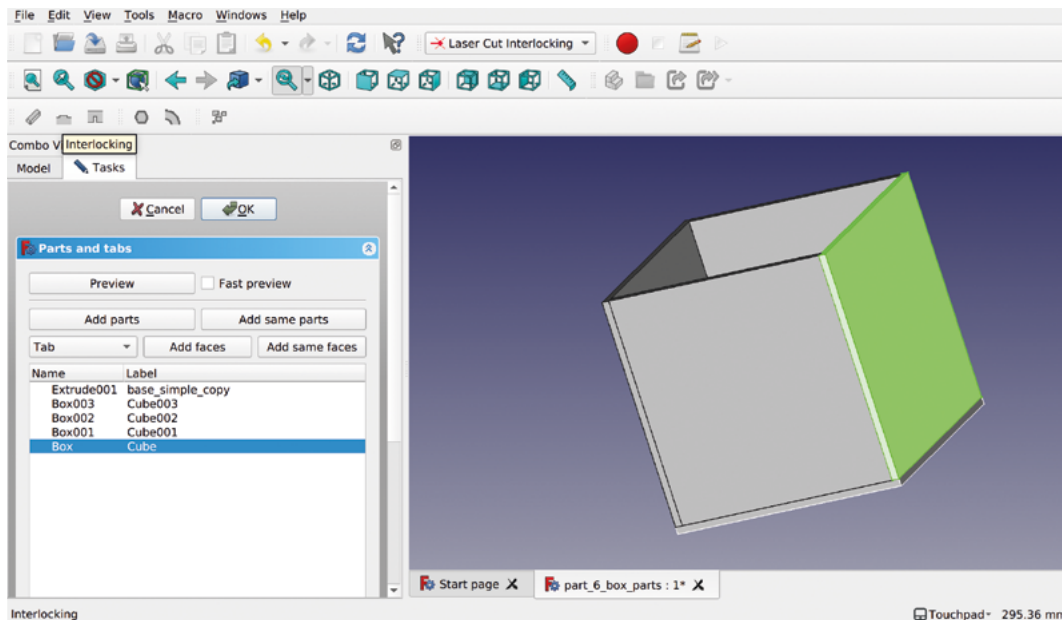 File Edit View Tools Macro Windows Help
Laser Cut Interlocking
Combo V
Interlocking
Model Tasks
Cancel OK
Parts and tabs
Preview Fast preview
Add parts Add same parts
Tab Add faces Add same faces
Name Label
Extrude001 base_simple_copy
Box003 Cube003
Box002 Cube002
Box001 Cube001
Box Cube
Start page part_6_box_parts : 1*
Interlocking Touchpad 295.36 mm